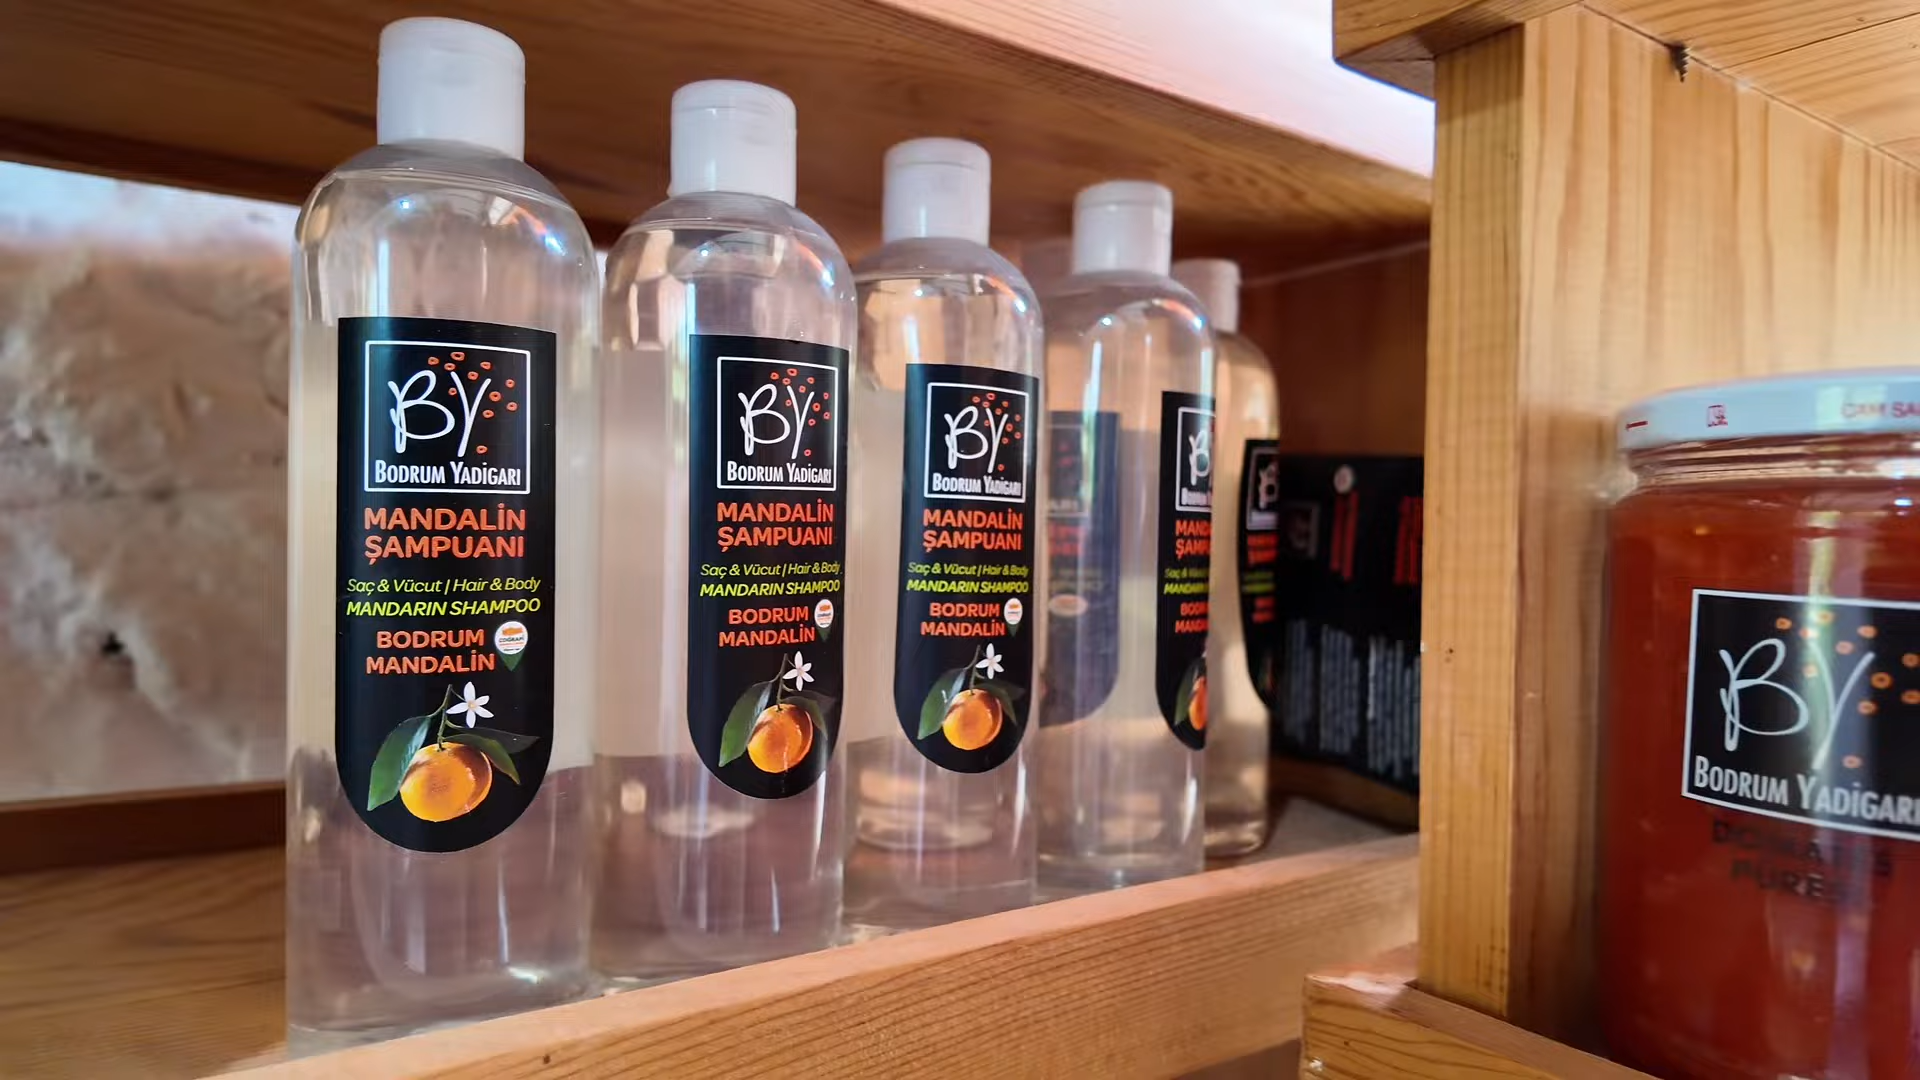 BY
BODRUM YADİGARI
MANDALİN
ŞAMPUANI
Saç & Vücut | Hair & Body
MANDARIN SHAMPOO
BODRUM
MANDALİN
BY
BODRUM YADİGARI
MANDALİN
ŞAMPUANI
Saç & Vücut | Hair & Body
MANDARIN SHAMPOO
BODRUM
MANDALİN
BY
BODRUM YADİGARI
MANDALİN
ŞAMPUANI
Saç & Vücut | Hair & Body
MANDARIN SHAMPOO
BODRUM
MANDALİN
BY
BODRUM YADİGARI
DOMATES
PÜRESİ